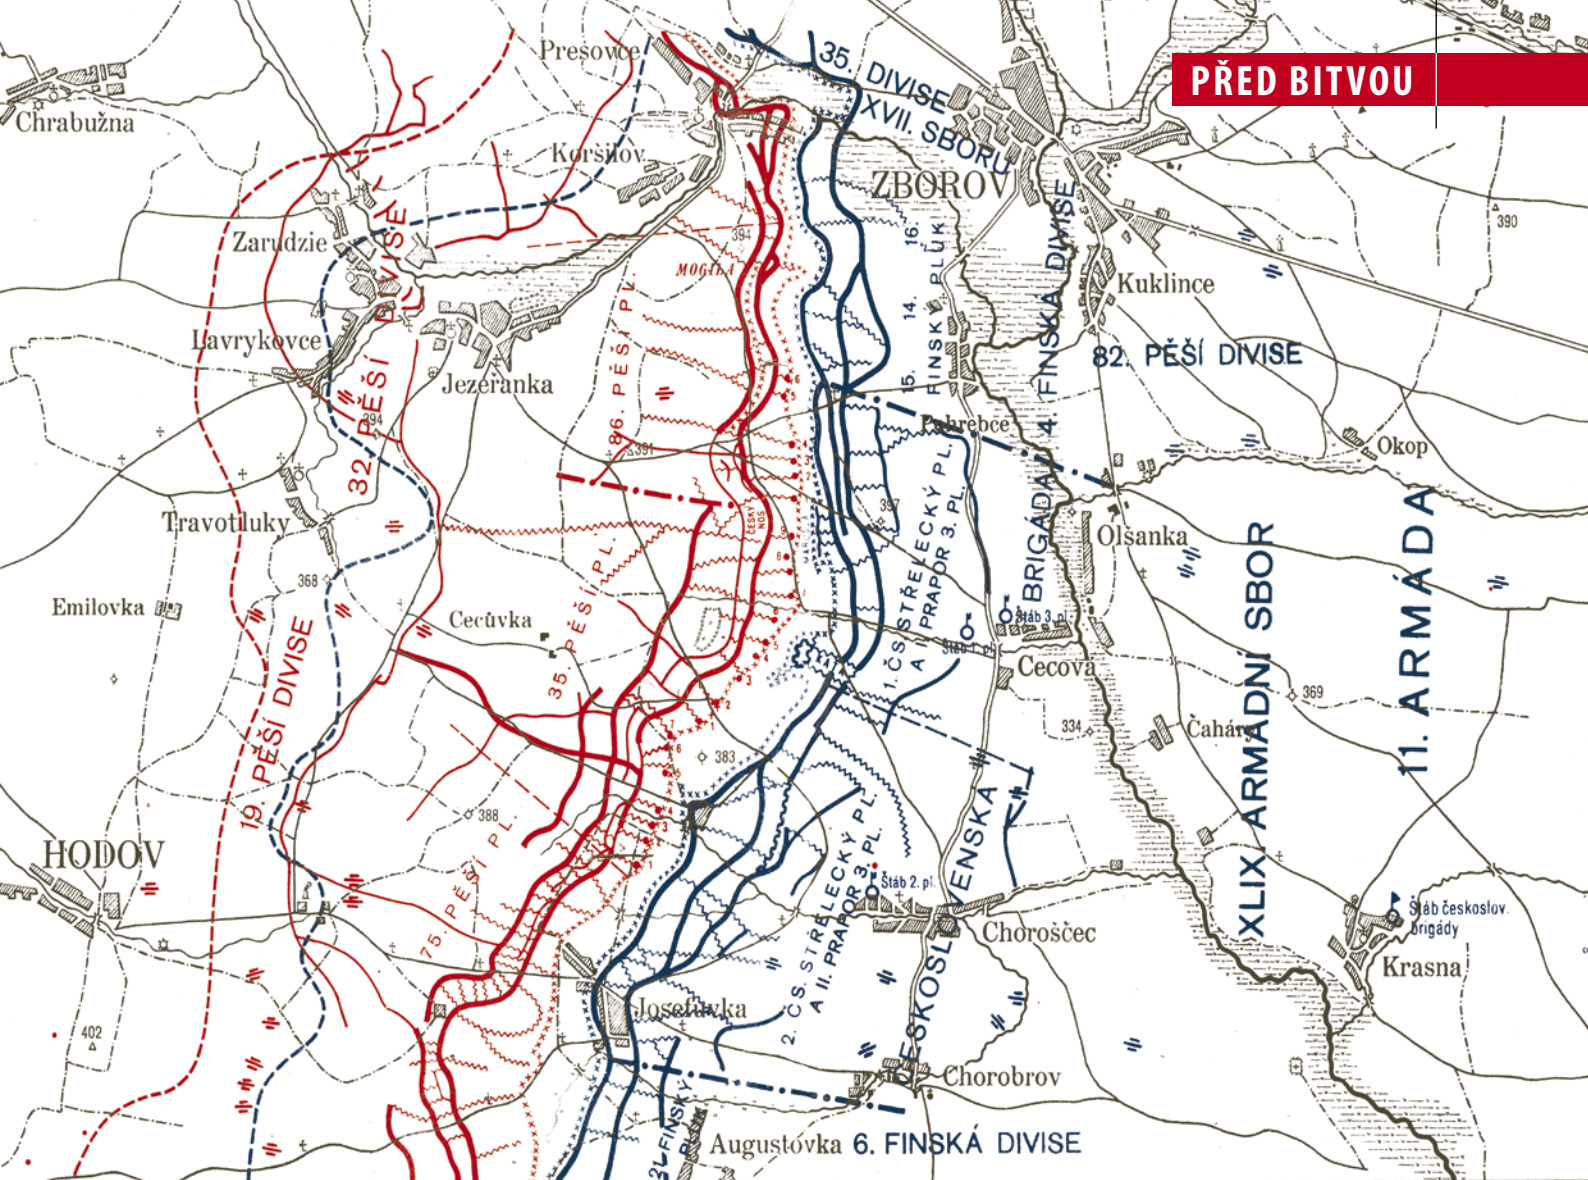 PŘED BITVOU
Presovce
35. DIVISE
XVII. SBORU
Chrabužna
Koršilov
ZBOROV
390
Zarudzie
394
MOGILA
Kuklince
Lavrykovce
Jezeřanka
82. PĚŠÍ DIVISE
32. PĚŠÍ DIVISE
86. PĚŠÍ PL.
15. 14. 16.
FINSKÝ PLUK
4. FINSKÁ DIVISE
394
391
Pohrebce
Okop
397
Travotluky
ČESKÝ
NOS
Olsanka
368
Emilovka
Cecůvka
35. PĚŠÍ PL.
1. ČS. STŘELECKÝ PL.
A I. PRAPOR 3. PL.
Štáb 3. pl.
Štáb 1. pl.
Cecova
19. PĚŠÍ DIVISE
369
334
Čaháry
383
XLIX. ARMÁDNÍ SBOR
11. ARMÁDA
388
75. PĚŠÍ PL.
HODOV
Štáb 2. pl.
2. ČS. STŘELECKÝ PL.
A II. PRAPOR 3. PL.
ČESKOSLOVENSKÁ BRIGÁDA
Choroščec
Štáb českoslov.
brigády
Krasna
Josefůvka
402
Chorobrov
Augustovka
6. FINSKÁ DIVISE
FINSKÝ